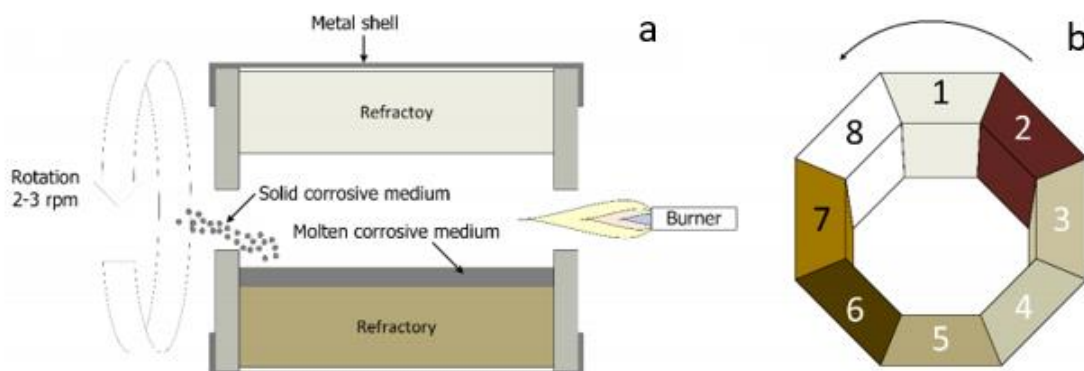 Metal shell
a
Refractoy
Rotation
2-3 rpm
Solid corrosive medium
Burner
Molten corrosive medium
Refractory
b
1
2
3
4
5
6
7
8